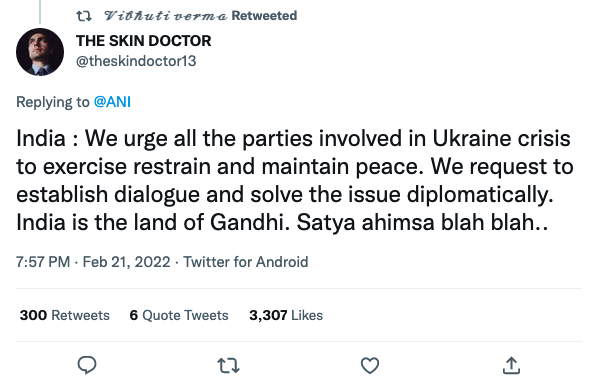 𝓥𝓲𝓫𝓱𝓾𝓽𝓲 𝓿𝓮𝓻𝓶𝓪 Retweeted
THE SKIN DOCTOR
@theskindoctor13
Replying to @ANI
India : We urge all the parties involved in Ukraine crisis
to exercise restrain and maintain peace. We request to
establish dialogue and solve the issue diplomatically.
India is the land of Gandhi. Satya ahimsa blah blah..
7:57 PM · Feb 21, 2022 · Twitter for Android
300 Retweets 6 Quote Tweets 3,307 Likes